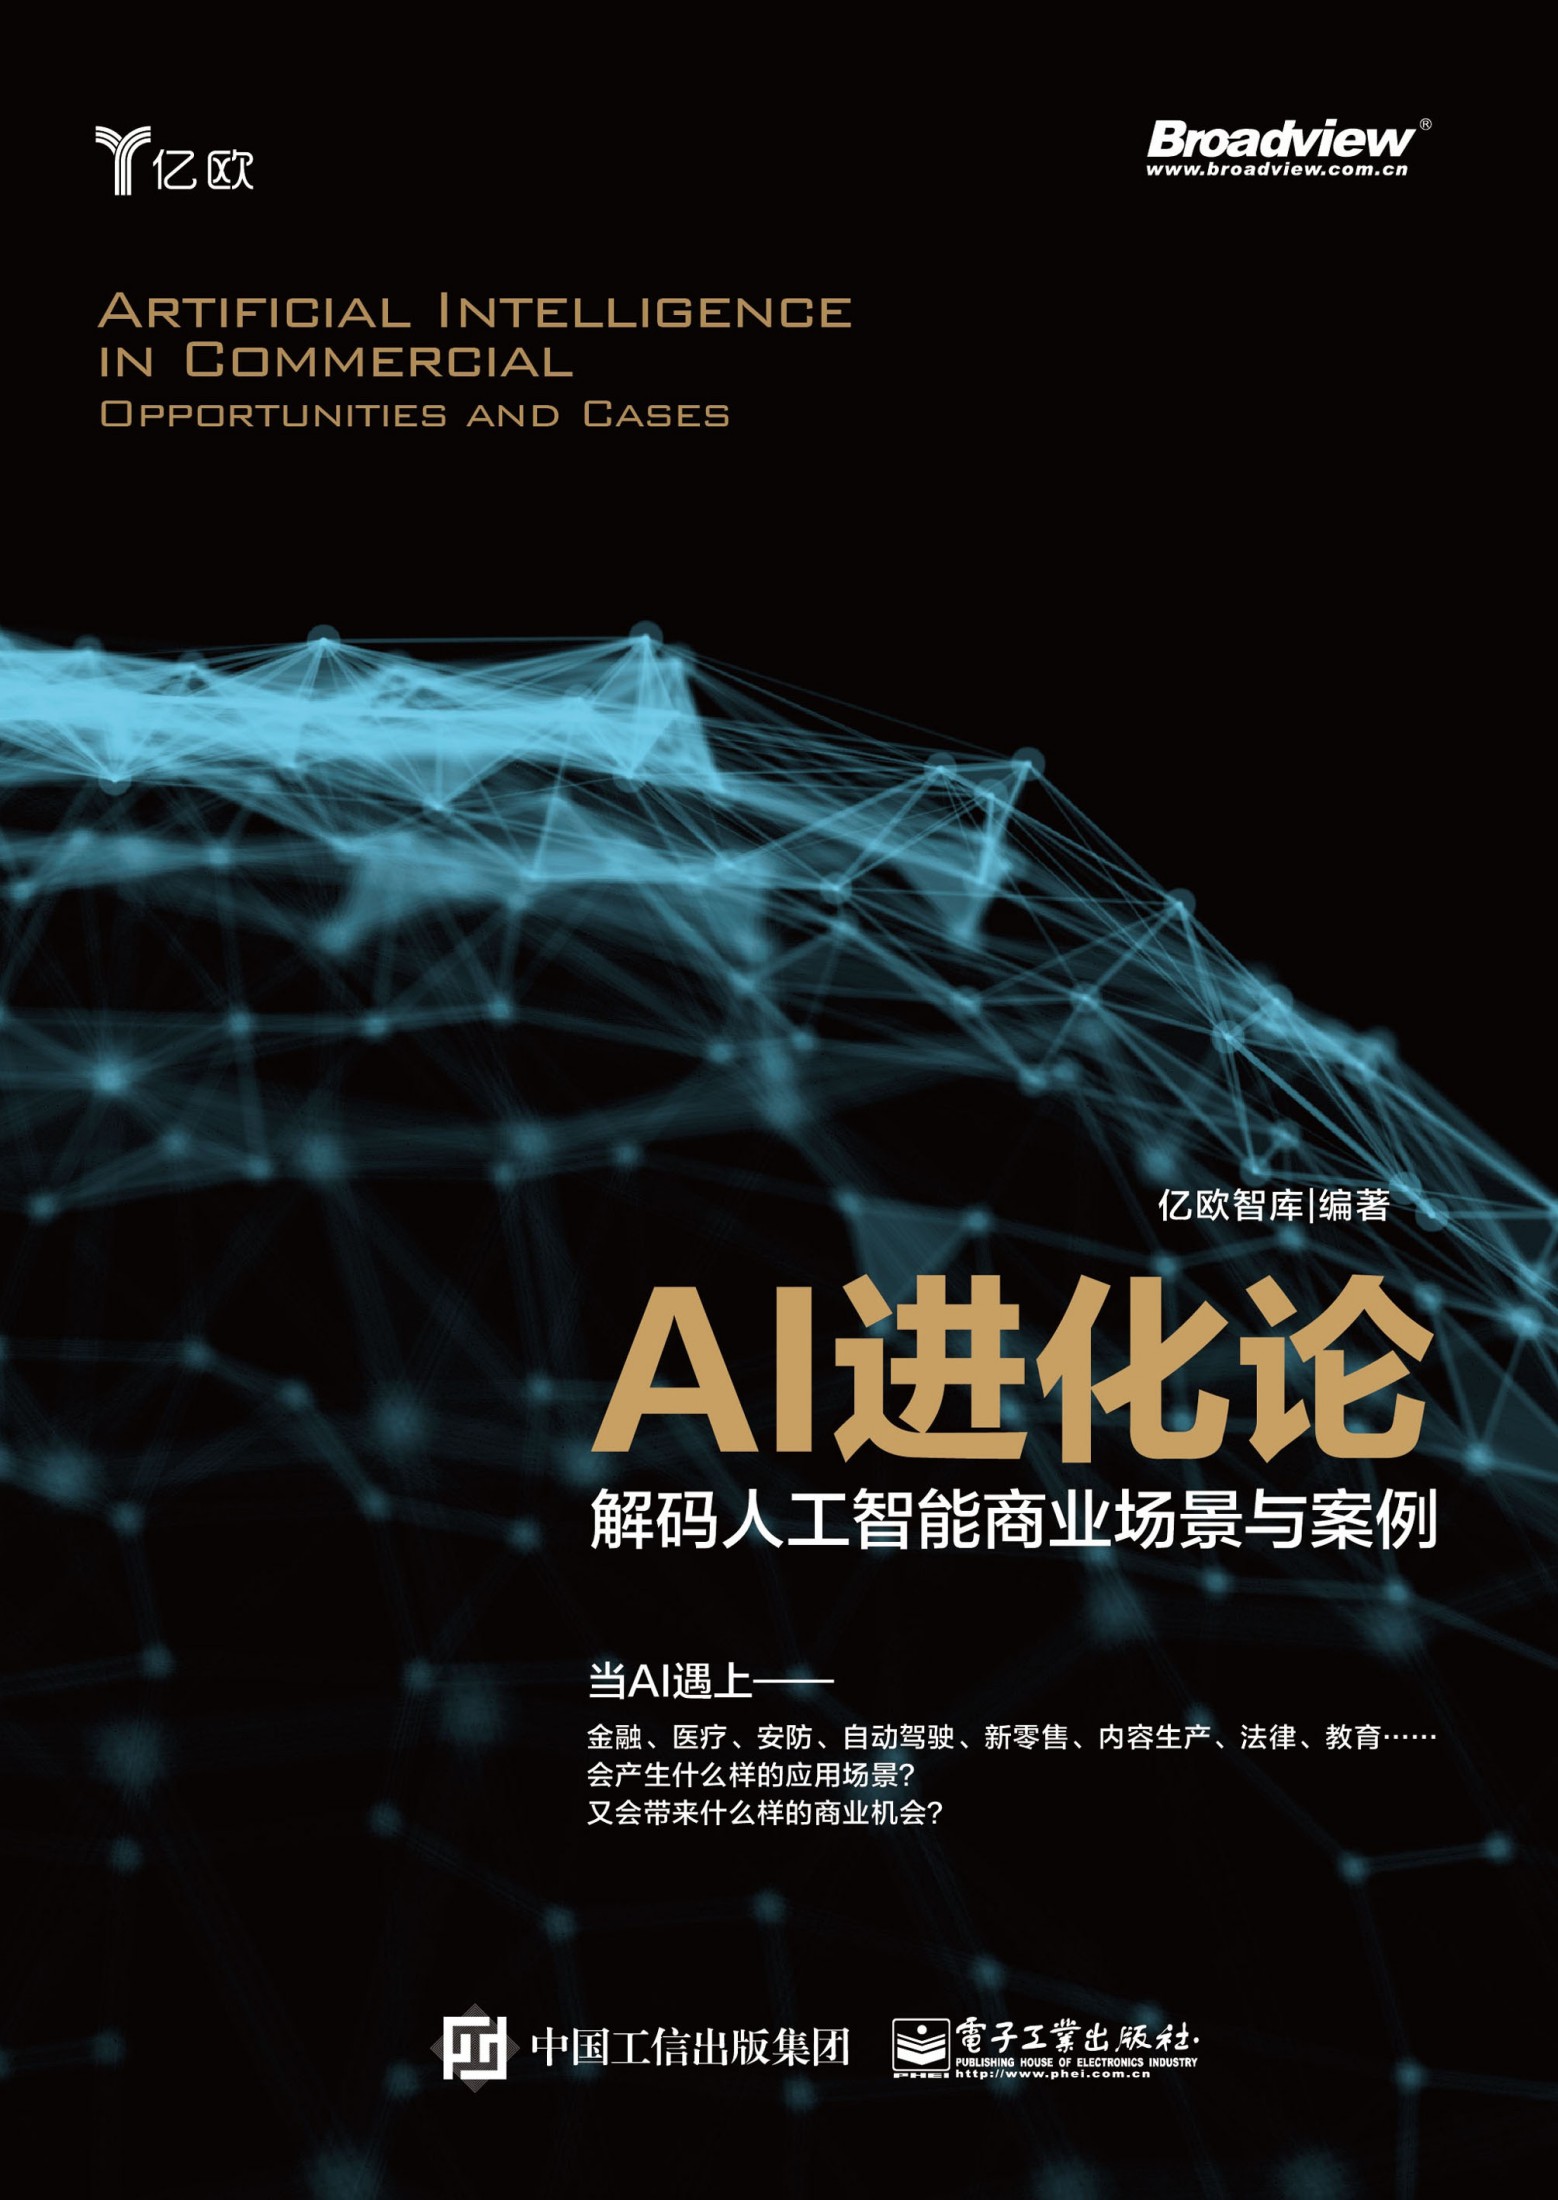 亿欧
Broadview®
www.broadview.com.cn
ARTIFICIAL INTELLIGENCE
IN COMMERCIAL
OPPORTUNITIES AND CASES
亿欧智库|编著
AI进化论
解码人工智能商业场景与案例
当AI遇上——
金融、医疗、安防、自动驾驶、新零售、内容生产、法律、教育……
会产生什么样的应用场景?
又会带来什么样的商业机会?
中国工信出版集团
電子工業出版社·
PUBLISHING HOUSE OF ELECTRONICS INDUSTRY
PHEI http://www.phei.com.cn